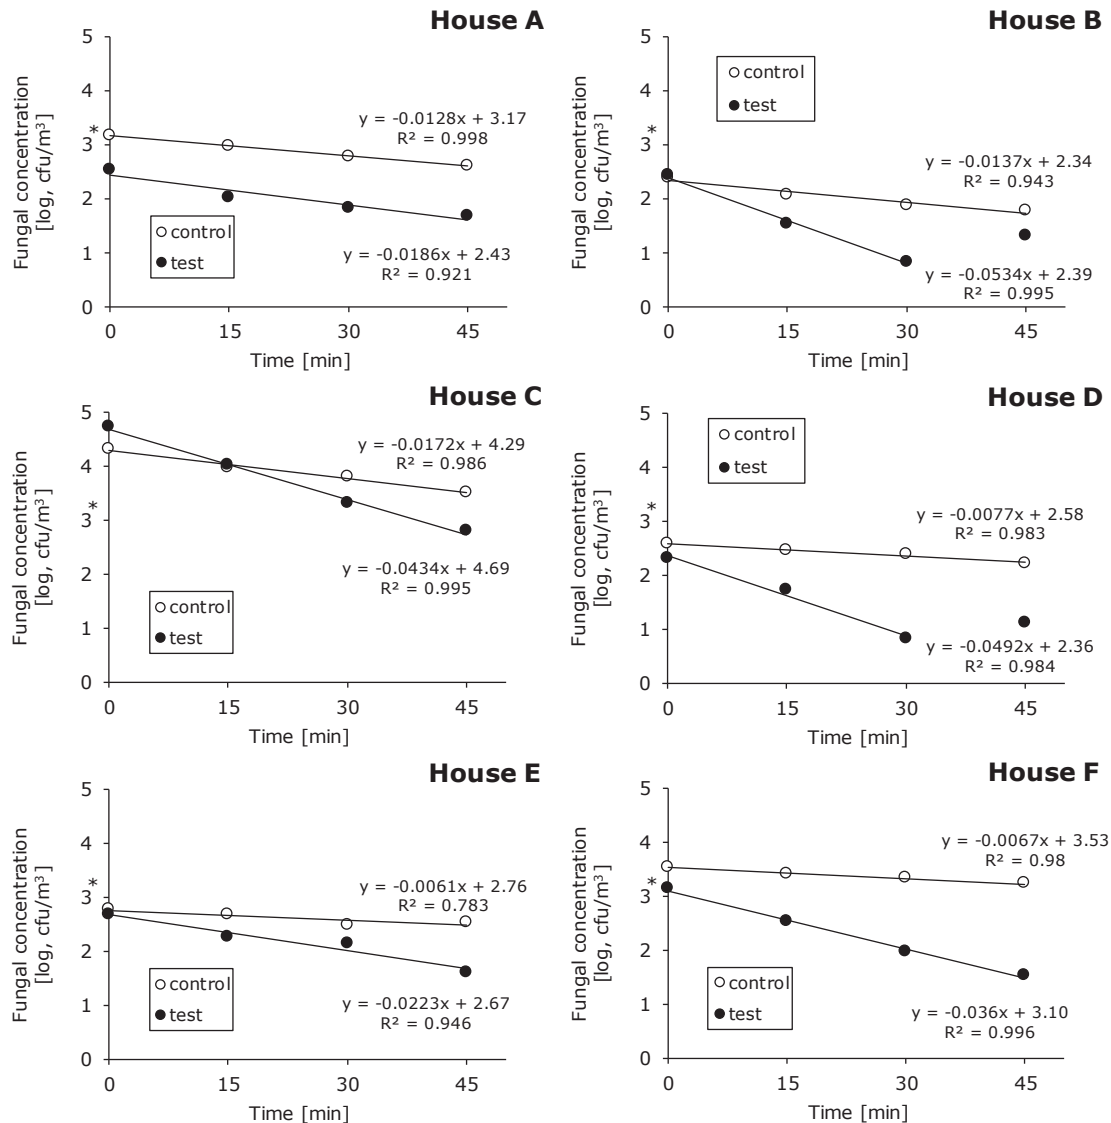 House A
Fungal concentration
[log, cfu/m³]
*
5
4
3
2
1
0
0 15 30 45
Time [min]
control
test
y = -0.0128x + 3.17
R² = 0.998
y = -0.0186x + 2.43
R² = 0.921
House B
Fungal concentration
[log, cfu/m³]
*
5
4
3
2
1
0
0 15 30 45
Time [min]
control
test
y = -0.0137x + 2.34
R² = 0.943
y = -0.0534x + 2.39
R² = 0.995
House C
Fungal concentration
[log, cfu/m³]
*
5
4
3
2
1
0
0 15 30 45
Time [min]
control
test
y = -0.0172x + 4.29
R² = 0.986
y = -0.0434x + 4.69
R² = 0.995
House D
Fungal concentration
[log, cfu/m³]
*
5
4
3
2
1
0
0 15 30 45
Time [min]
control
test
y = -0.0077x + 2.58
R² = 0.983
y = -0.0492x + 2.36
R² = 0.984
House E
Fungal concentration
[log, cfu/m³]
*
5
4
3
2
1
0
0 15 30 45
Time [min]
control
test
y = -0.0061x + 2.76
R² = 0.783
y = -0.0223x + 2.67
R² = 0.946
House F
Fungal concentration
[log, cfu/m³]
*
5
4
3
2
1
0
0 15 30 45
Time [min]
control
test
y = -0.0067x + 3.53
R² = 0.98
y = -0.036x + 3.10
R² = 0.996